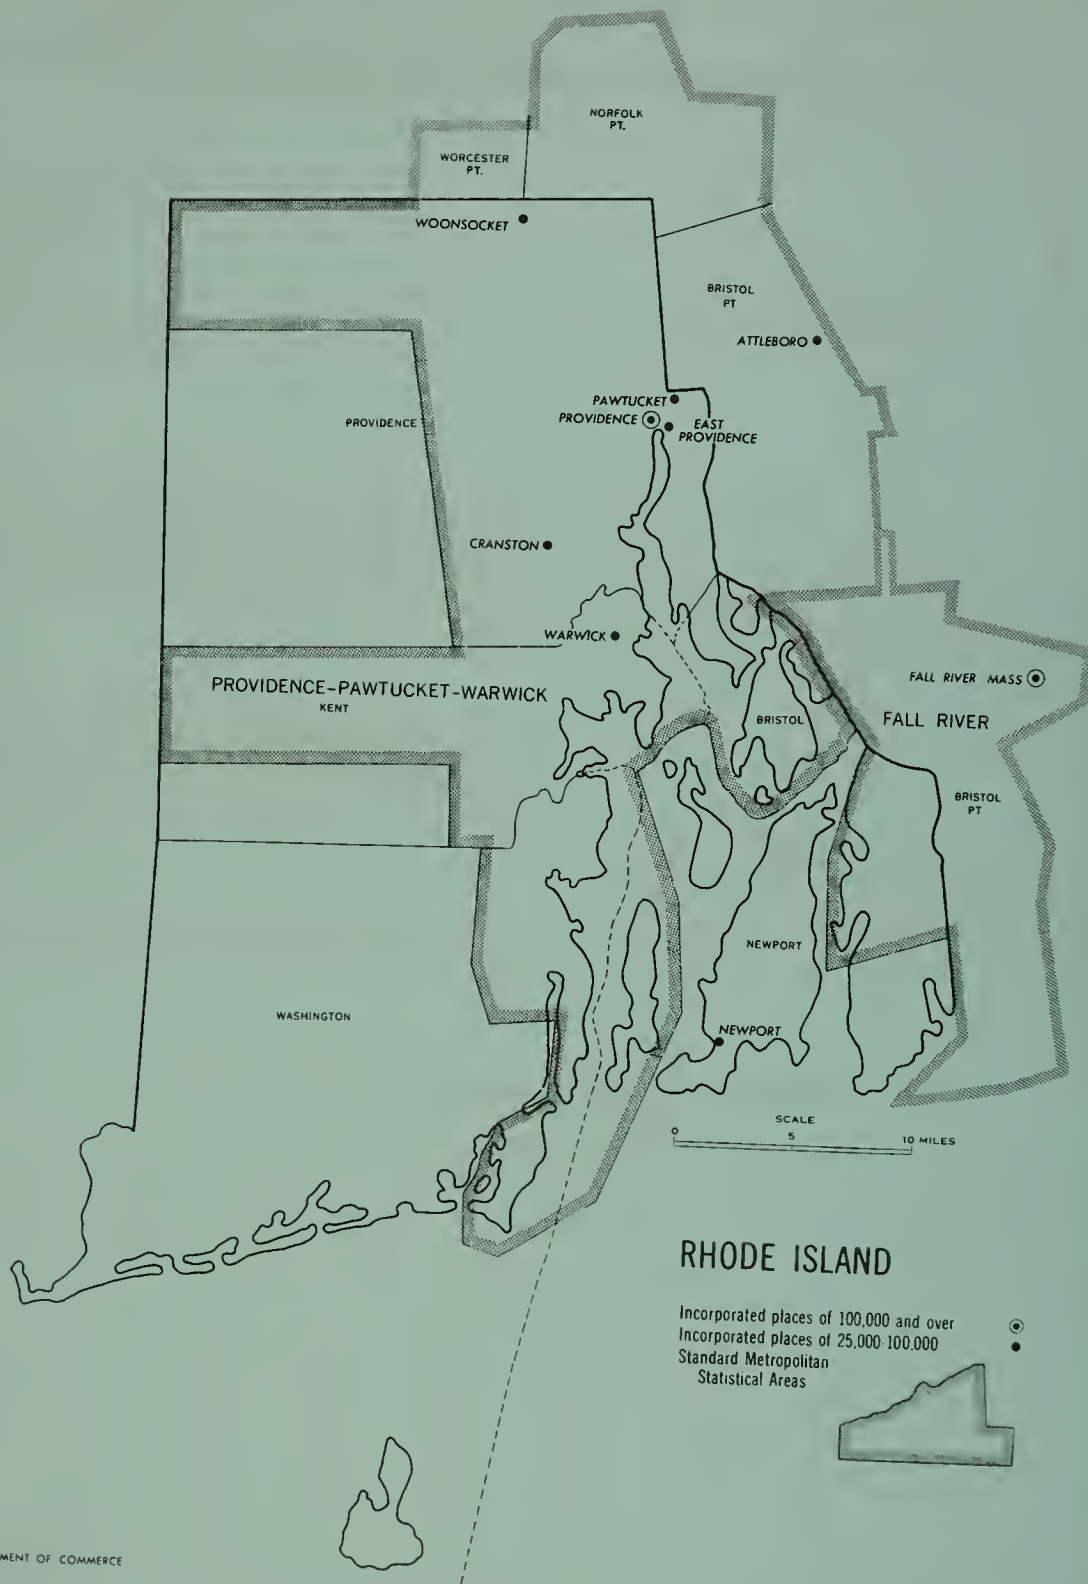 NORFOLK
PT.
WORCESTER
PT.
WOONSOCKET
BRISTOL
PT
ATTLEBORO
PAWTUCKET
PROVIDENCE
EAST
PROVIDENCE
PROVIDENCE
CRANSTON
WARWICK
PROVIDENCE-PAWTUCKET-WARWICK
KENT
FALL RIVER MASS
FALL RIVER
BRISTOL
BRISTOL
PT
NEWPORT
WASHINGTON
NEWPORT
SCALE
0 5 10 MILES
RHODE ISLAND
Incorporated places of 100,000 and over
Incorporated places of 25,000-100,000
Standard Metropolitan
Statistical Areas
MENT OF COMMERCE